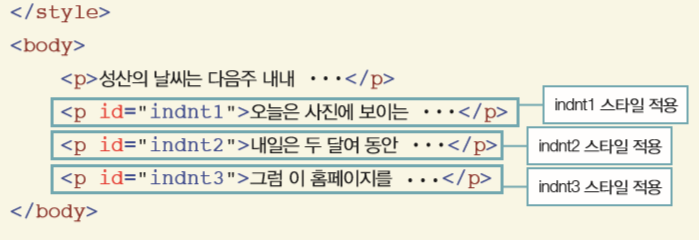 </style>
<body>
<p>성산의 날씨는 다음주 내내 ···</p>
<p id="indnt1">오늘은 사진에 보이는 ···</p>
indnt1 스타일 적용
<p id="indnt2">내일은 두 달여 동안 ···</p>
indnt2 스타일 적용
<p id="indnt3">그럼 이 홈페이지를 ···</p>
indnt3 스타일 적용
</body>